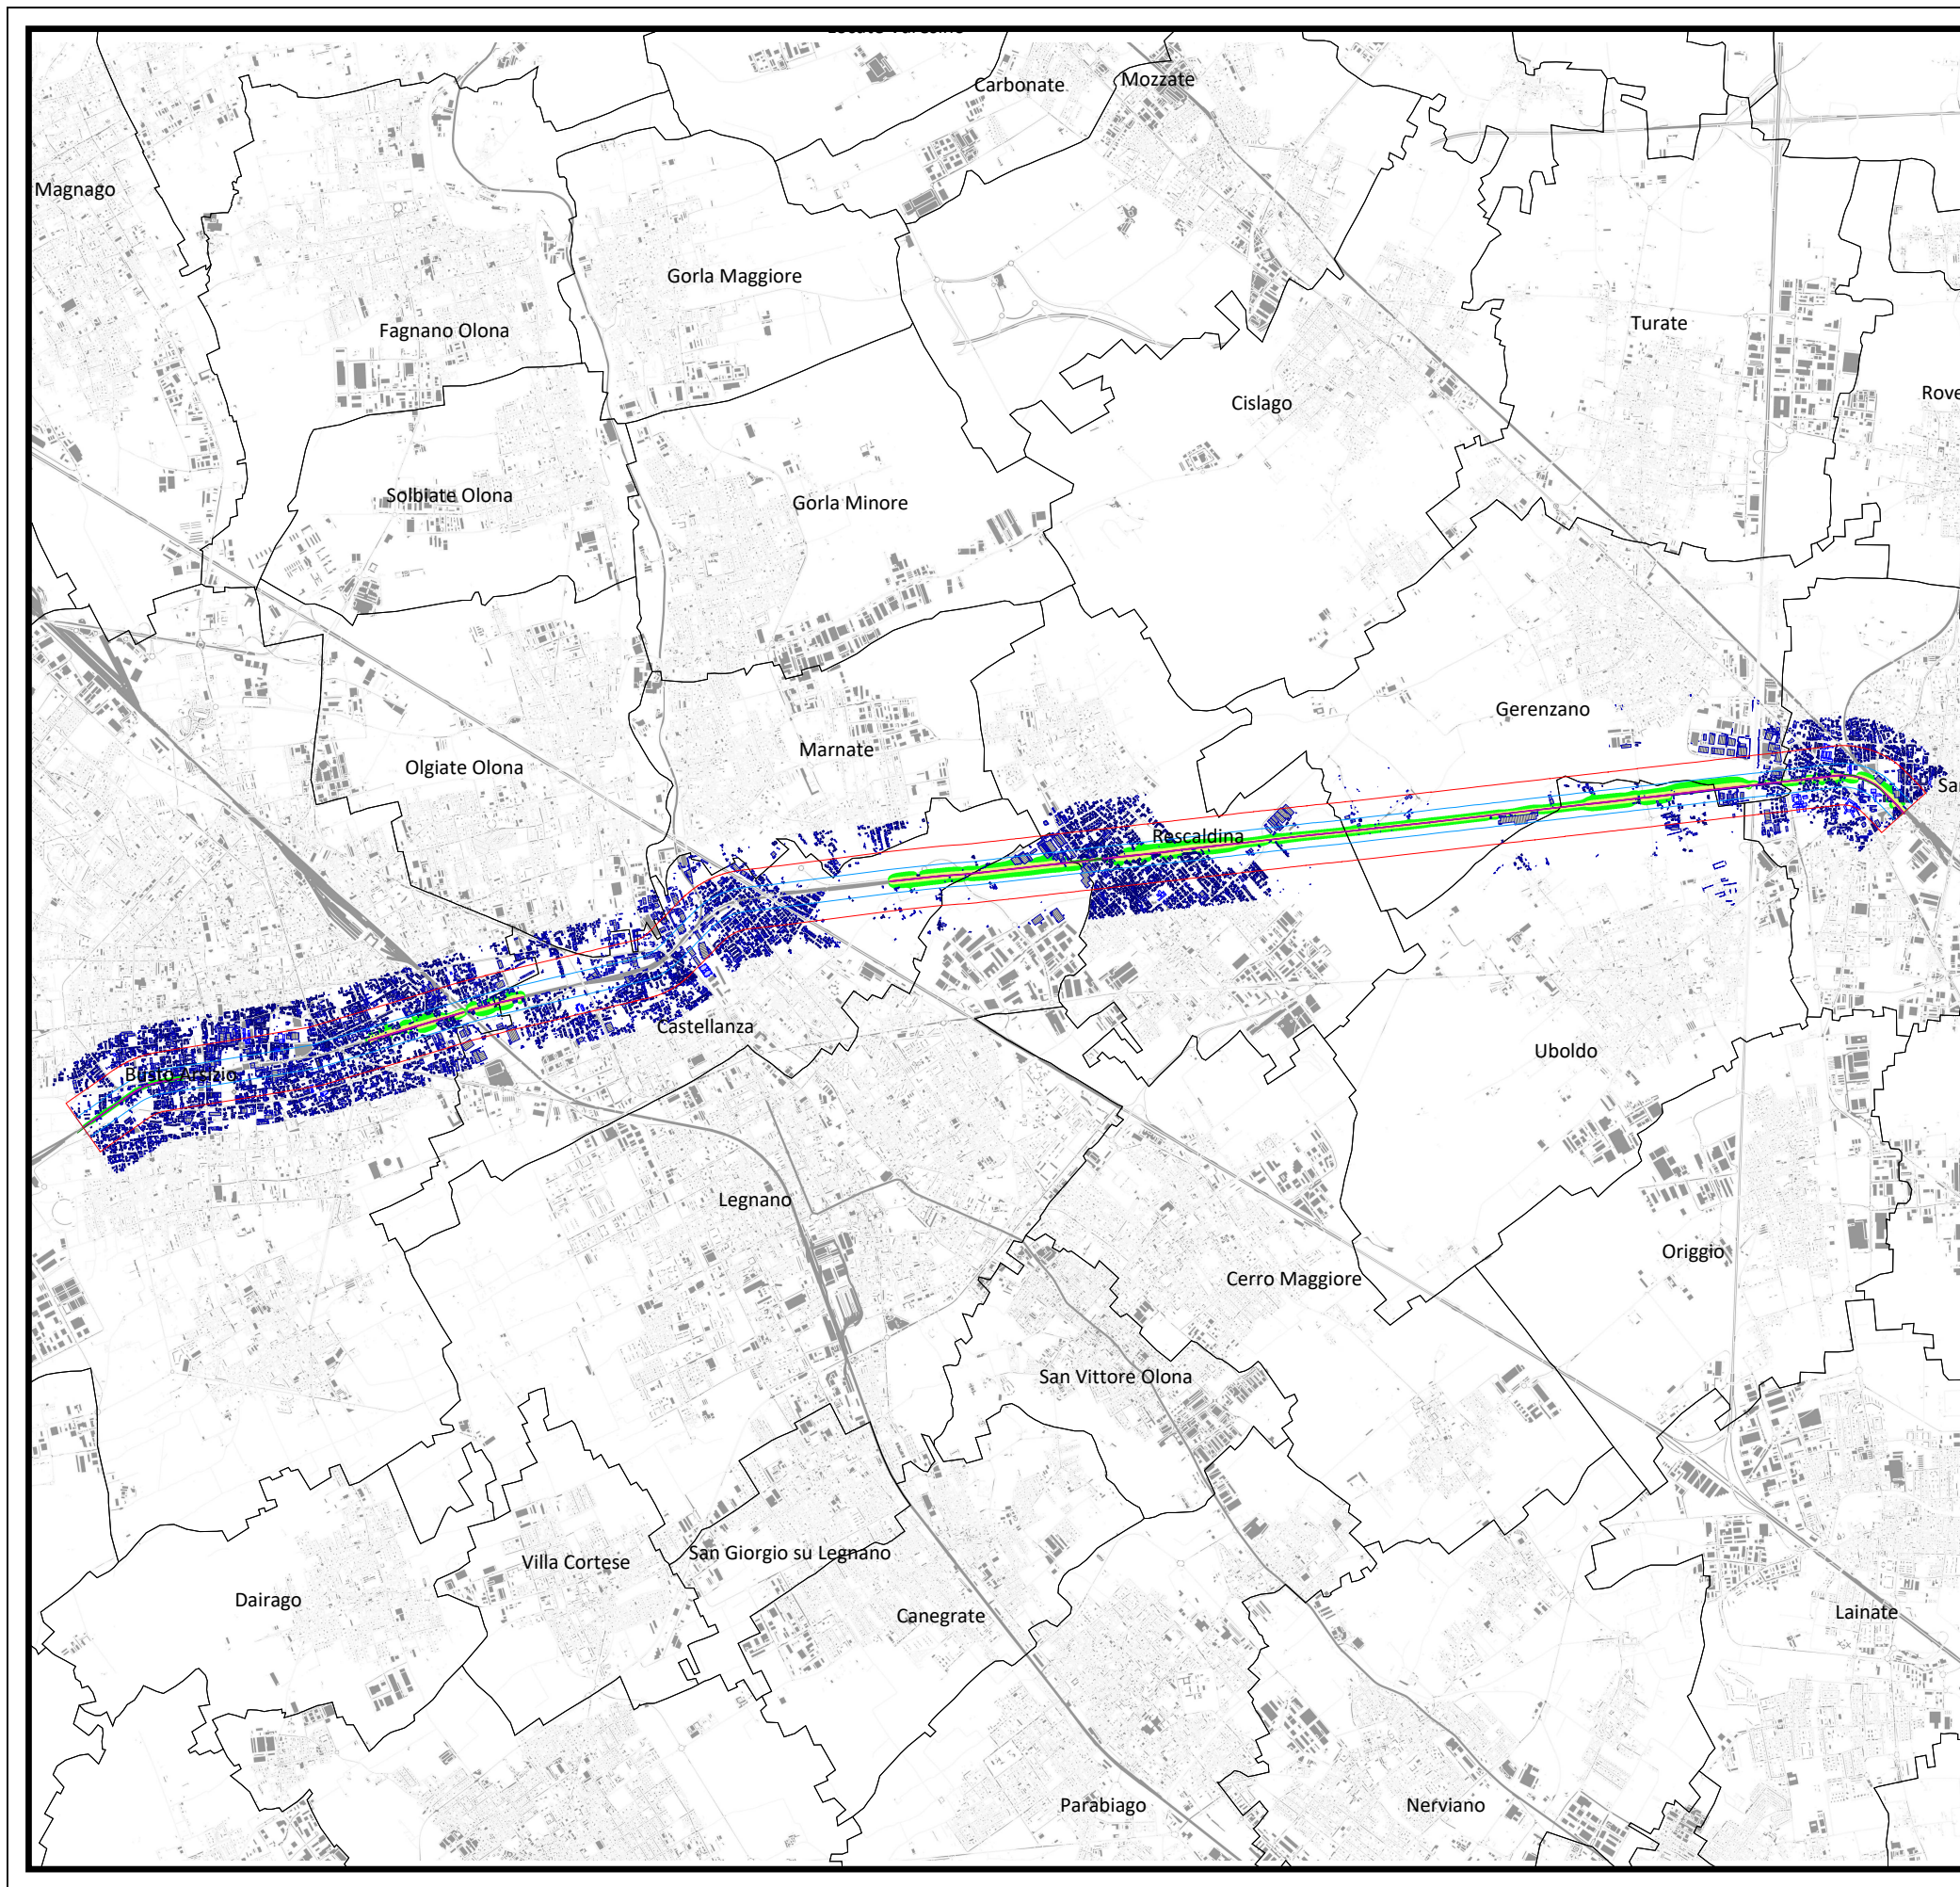 Carbonate
Mozzate
Magnago
Gorla Maggiore
Fagnano Olona
Turate
Cislago
Solbiate Olona
Gorla Minore
Gerenzano
Marnate
Olgiate Olona
Rescaldina
Castellanza
Uboldo
Busto Arsizio
Legnano
Origgio
Cerro Maggiore
San Vittore Olona
San Giorgio su Legnano
Villa Cortese
Dairago
Canegrate
Lainate
Parabiago
Nerviano